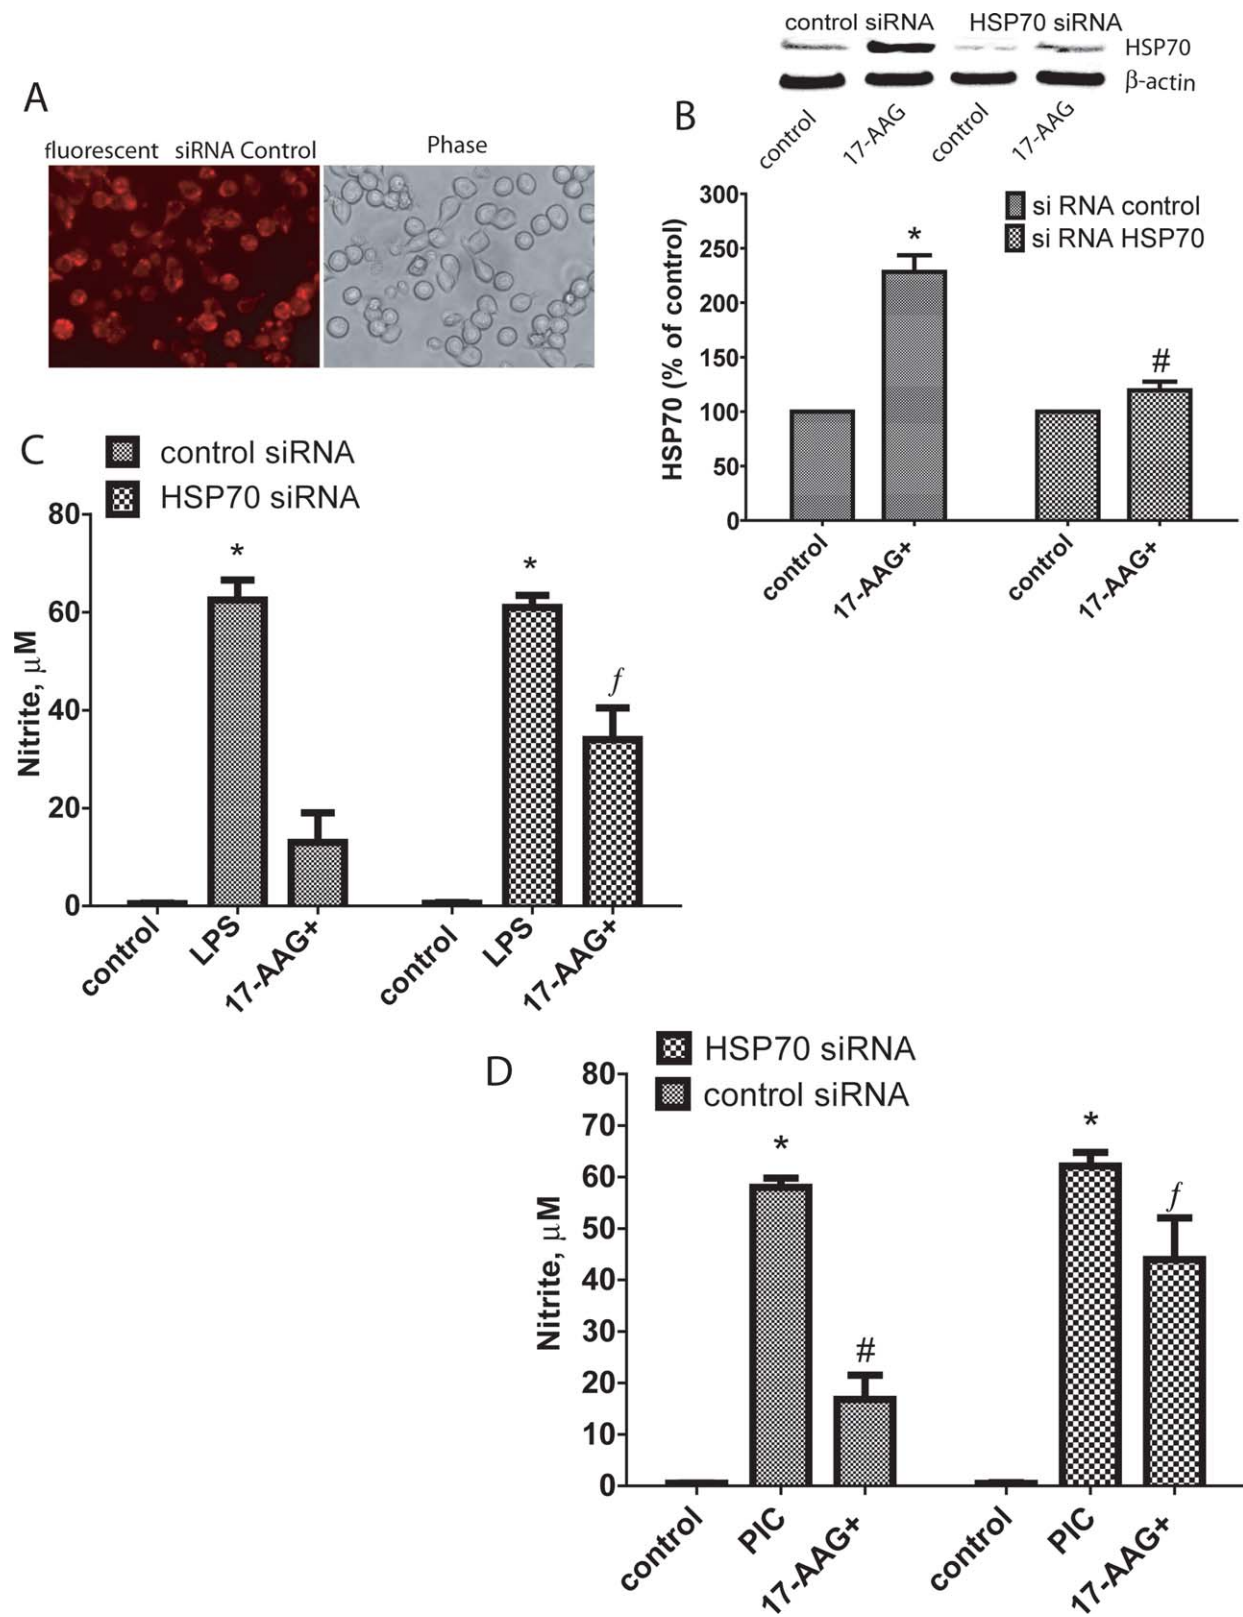 A
fluorescent siRNA Control
Phase
B
control siRNA HSP70 siRNA
HSP70
β-actin
control 17-AAG control 17-AAG
si RNA control
si RNA HSP70
HSP70 (% of control)
300
250
200
150
100
50
0
*
#
control 17-AAG+ control 17-AAG+
C
control siRNA
HSP70 siRNA
Nitrite, μM
80
60
40
20
0
*
*
ƒ
control LPS 17-AAG+ control LPS 17-AAG+
D
HSP70 siRNA
control siRNA
Nitrite, μM
80
70
60
50
40
30
20
10
0
*
#
*
ƒ
control PIC 17-AAG+ control PIC 17-AAG+